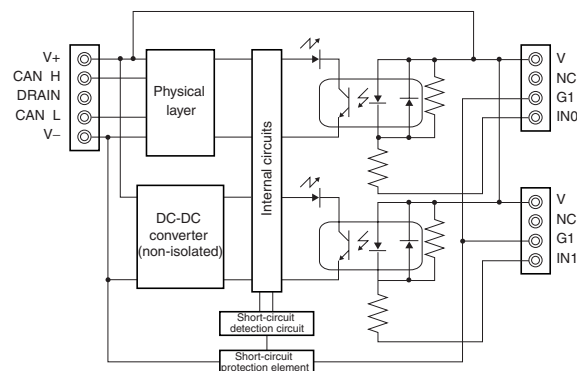 V+
CAN H
DRAIN
CAN L
V–
Physical
layer
DC-DC
converter
(non-isolated)
Internal circuits
Short-circuit
detection circuit
Short-circuit
protection element
V
NC
G1
IN0
V
NC
G1
IN1